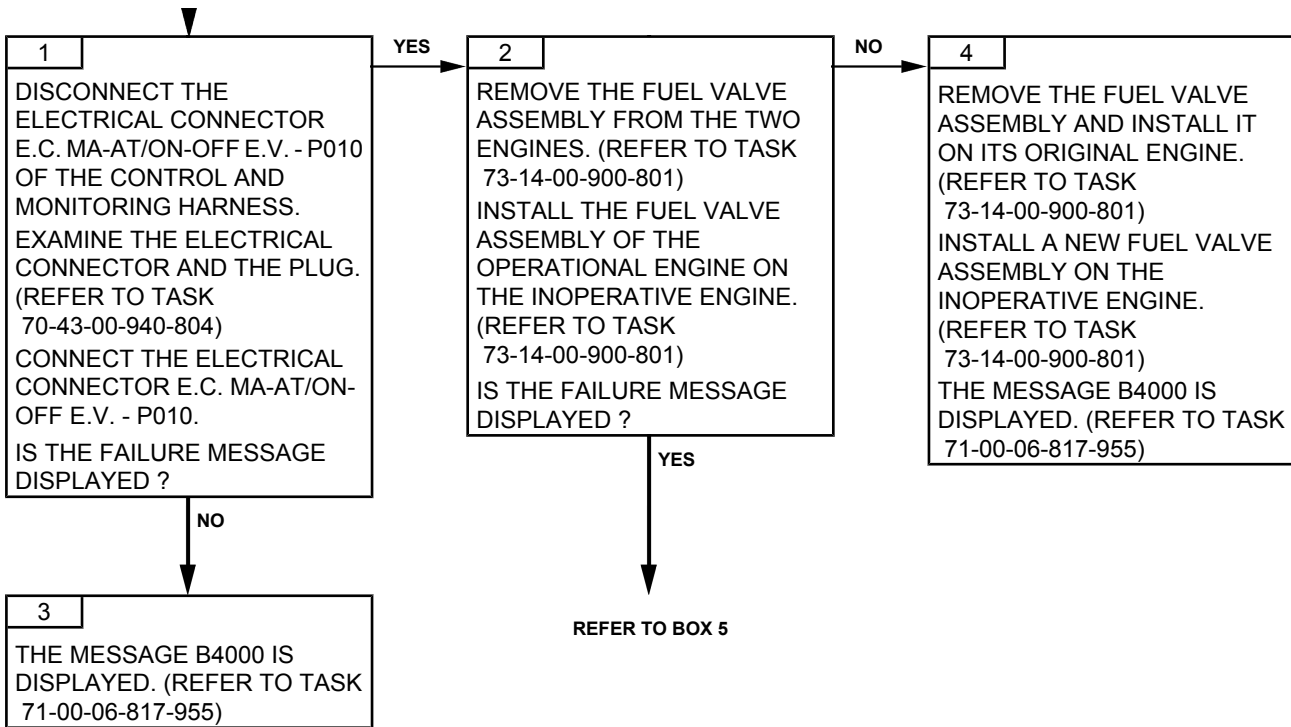 1
DISCONNECT THE
ELECTRICAL CONNECTOR
E.C. MA-AT/ON-OFF E.V. - P010
OF THE CONTROL AND
MONITORING HARNESS.
EXAMINE THE ELECTRICAL
CONNECTOR AND THE PLUG.
(REFER TO TASK
70-43-00-940-804)
CONNECT THE ELECTRICAL
CONNECTOR E.C. MA-AT/ON-
OFF E.V. - P010.
IS THE FAILURE MESSAGE
DISPLAYED ?
YES
2
REMOVE THE FUEL VALVE
ASSEMBLY FROM THE TWO
ENGINES. (REFER TO TASK
73-14-00-900-801)
INSTALL THE FUEL VALVE
ASSEMBLY OF THE
OPERATIONAL ENGINE ON
THE INOPERATIVE ENGINE.
(REFER TO TASK
73-14-00-900-801)
IS THE FAILURE MESSAGE
DISPLAYED ?
NO
4
REMOVE THE FUEL VALVE
ASSEMBLY AND INSTALL IT
ON ITS ORIGINAL ENGINE.
(REFER TO TASK
73-14-00-900-801)
INSTALL A NEW FUEL VALVE
ASSEMBLY ON THE
INOPERATIVE ENGINE.
(REFER TO TASK
73-14-00-900-801)
THE MESSAGE B4000 IS
DISPLAYED. (REFER TO TASK
71-00-06-817-955)
YES
REFER TO BOX 5
NO
3
THE MESSAGE B4000 IS
DISPLAYED. (REFER TO TASK
71-00-06-817-955)